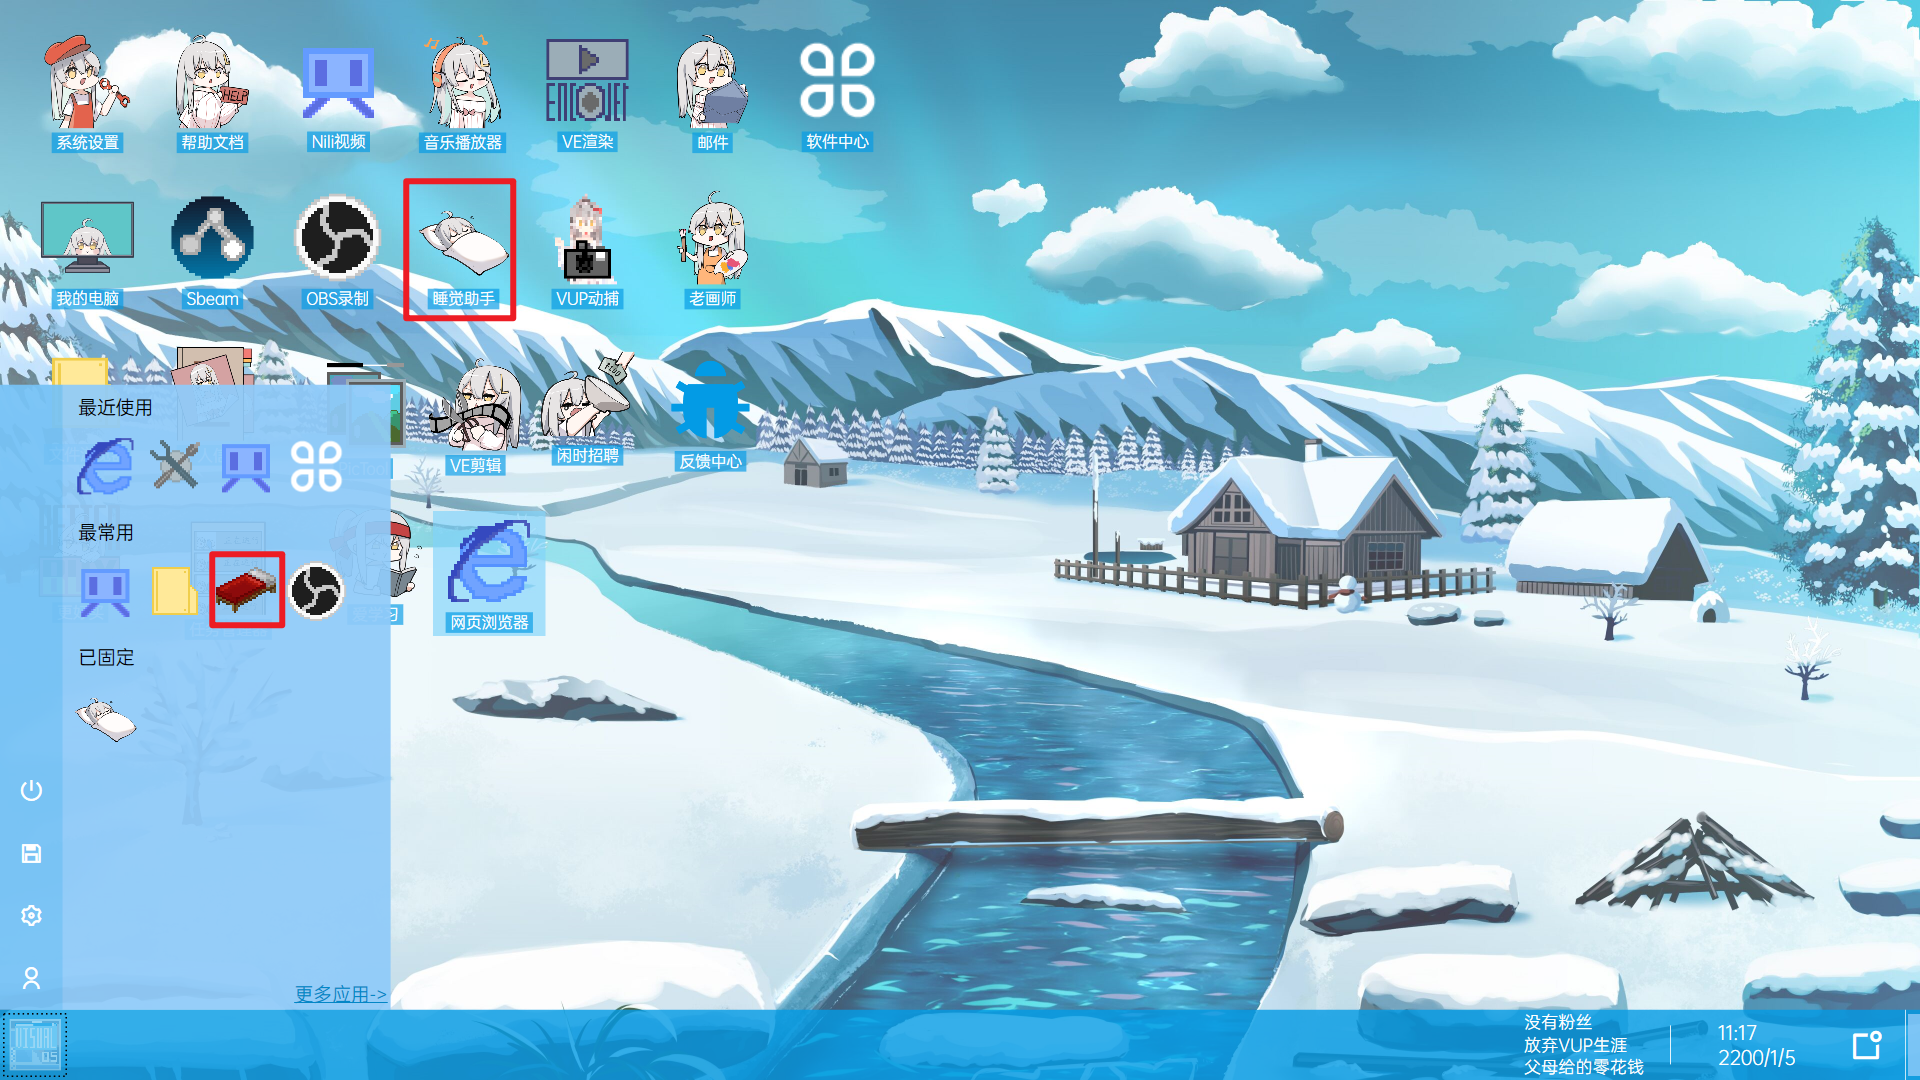 系统设置
帮助文档
Nili视频
音乐播放器
VE渲染
邮件
软件中心
我的电脑
Sbeam
OBS录制
睡觉助手
VUP动捕
老画师
VE剪辑
闲时招聘
反馈中心
网页浏览器
最近使用
最常用
已固定
更多应用->
没有粉丝
放弃VUP生涯
父母给的零花钱
11:17
2200/1/5
HELP